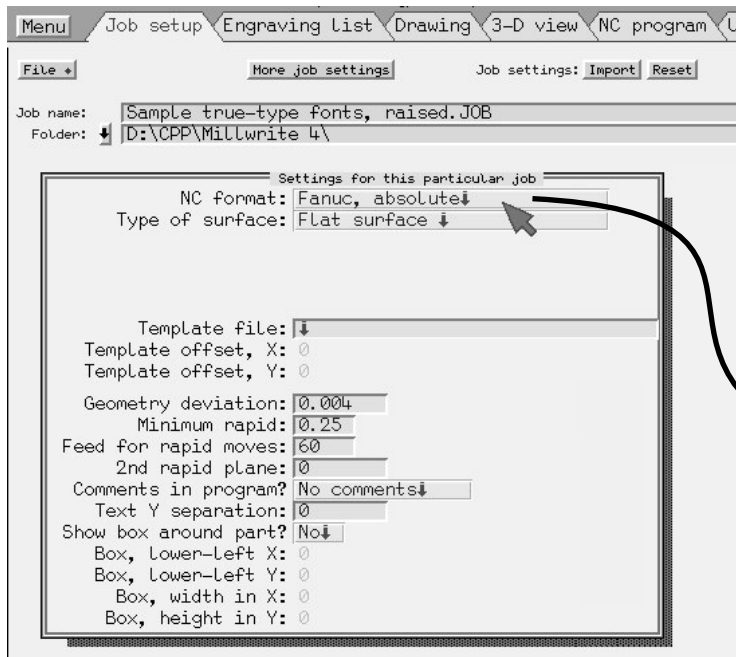 Menu Job setup Engraving list Drawing 3-D view NC program
File More job settings Job settings: Import Reset
Job name: Sample true-type fonts, raised.JOB
Folder: D:\CPP\Millwrite 4\
Settings for this particular job
NC format: Fanuc, absolute
Type of surface: Flat surface
Template file:
Template offset, X: 0
Template offset, Y: 0
Geometry deviation: 0.004
Minimum rapid: 0.25
Feed for rapid moves: 60
2nd rapid plane: 0
Comments in program? No comments
Text Y separation: 0
Show box around part? No
Box, lower-left X: 0
Box, lower-left Y: 0
Box, width in X: 0
Box, height in Y: 0